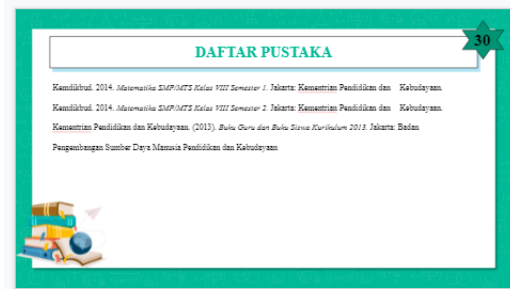 30
DAFTAR PUSTAKA
Kemdikbud. 2014. Matematika SMP/MTS Kelas VIII Semester 1. Jakarta: Kementrian Pendidikan dan Kebudayaan.
Kemdikbud. 2014. Matematika SMP/MTS Kelas VIII Semester 2. Jakarta: Kementrian Pendidikan dan Kebudayaan.
Kementrian Pendidikan dan Kebudayaan. (2013). Buku Guru dan Buku Siswa Kurikulum 2013. Jakarta: Badan
Pengembangan Sumber Daya Manusia Pendidikan dan Kebudayaan